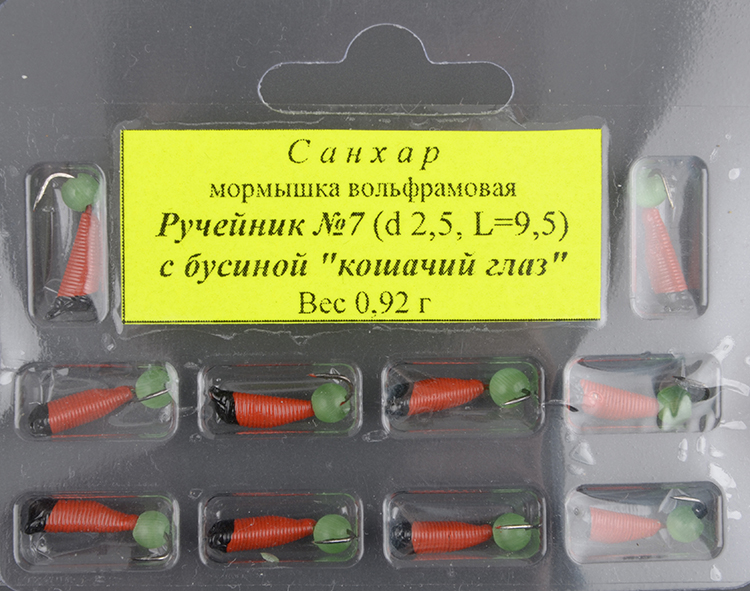 Санхар
мормышка вольфрамовая
Ручейник №7 (d 2,5, L=9,5)
с бусиной "кошачий глаз"
Вес 0,92 г